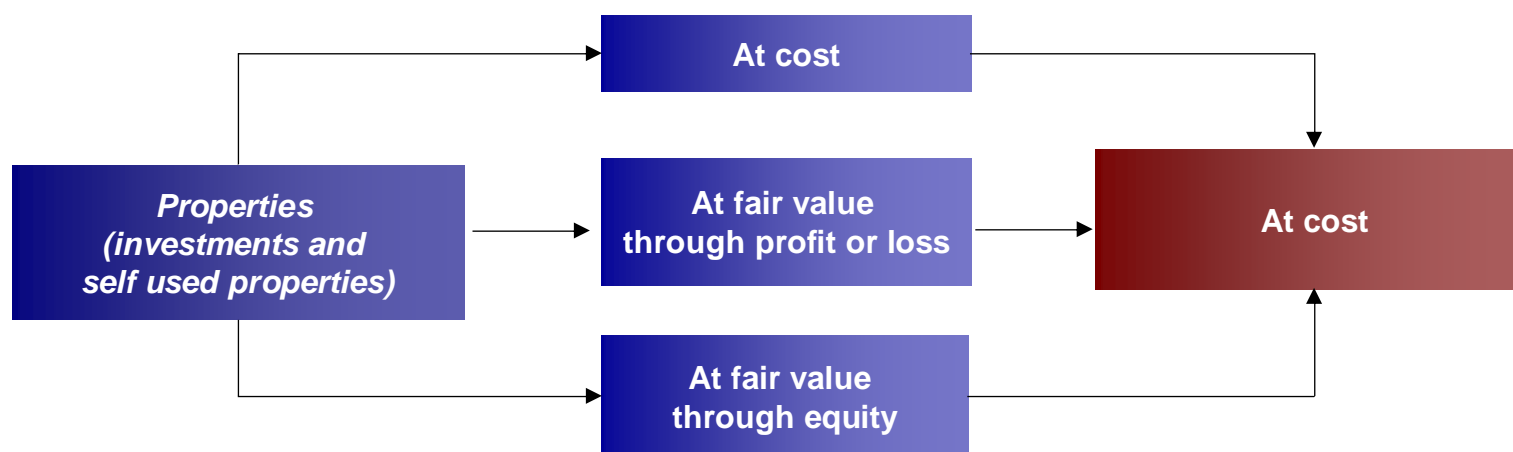 At cost
Properties
(investments and
self used properties)
At fair value
through profit or loss
At cost
At fair value
through equity